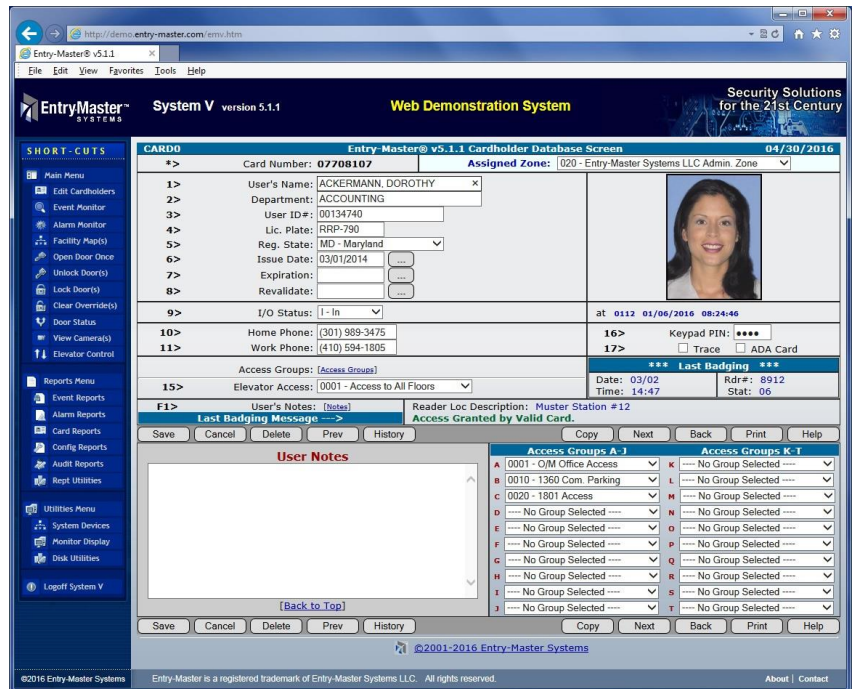 http://demo.entry-master.com/emv.htm
Entry-Master® v5.1.1
File Edit View Favorites Tools Help
EntryMaster™ SYSTEMS
System V version 5.1.1
Web Demonstration System
Security Solutions
for the 21st Century
SHORT-CUTS
Main Menu
Edit Cardholders
Event Monitor
Alarm Monitor
Facility Map(s)
Open Door Once
Unlock Door(s)
Lock Door(s)
Clear Override(s)
Door Status
View Camera(s)
Elevator Control
Reports Menu
Event Reports
Alarm Reports
Card Reports
Config Reports
Audit Reports
Rept Utilities
Utilities Menu
System Devices
Monitor Display
Disk Utilities
Logoff System V
CARD0 Entry-Master® v5.1.1 Cardholder Database Screen 04/30/2016
*> Card Number: 07708107 Assigned Zone: 020 - Entry-Master Systems LLC Admin. Zone
1> User's Name: ACKERMANN, DOROTHY ×
2> Department: ACCOUNTING
3> User ID#: 00134740
4> Lic. Plate: RRP-790
5> Reg. State: MD - Maryland
6> Issue Date: 03/01/2014 ...
7> Expiration: ...
8> Revalidate: ...
9> I/O Status: I - In at 0112 01/06/2016 08:24:46
10> Home Phone: (301) 989-3475 16> Keypad PIN: ●●●●
11> Work Phone: (410) 594-1805 17> Trace ADA Card
Access Groups: [Access Groups] *** Last Badging ***
15> Elevator Access: 0001 - Access to All Floors Date: 03/02 Rdr#: 8912
Time: 14:47 Stat: 06
F1> User's Notes: [Notes] Reader Loc Description: Muster Station #12
Last Badging Message ---> Access Granted by Valid Card.
Save Cancel Delete Prev History Copy Next Back Print Help
User Notes
Access Groups A-J Access Groups K-T
A 0001 - O/M Office Access K ---- No Group Selected ----
B 0010 - 1360 Com. Parking L ---- No Group Selected ----
C 0020 - 1801 Access M ---- No Group Selected ----
D ---- No Group Selected ---- N ---- No Group Selected ----
E ---- No Group Selected ---- O ---- No Group Selected ----
F ---- No Group Selected ---- P ---- No Group Selected ----
G ---- No Group Selected ---- Q ---- No Group Selected ----
H ---- No Group Selected ---- R ---- No Group Selected ----
I ---- No Group Selected ---- S ---- No Group Selected ----
J ---- No Group Selected ---- T ---- No Group Selected ----
[Back to Top]
Save Cancel Delete Prev History Copy Next Back Print Help
©2001-2016 Entry-Master Systems
©2016 Entry-Master Systems Entry-Master is a registered trademark of Entry-Master Systems LLC. All rights reserved. About | Contact